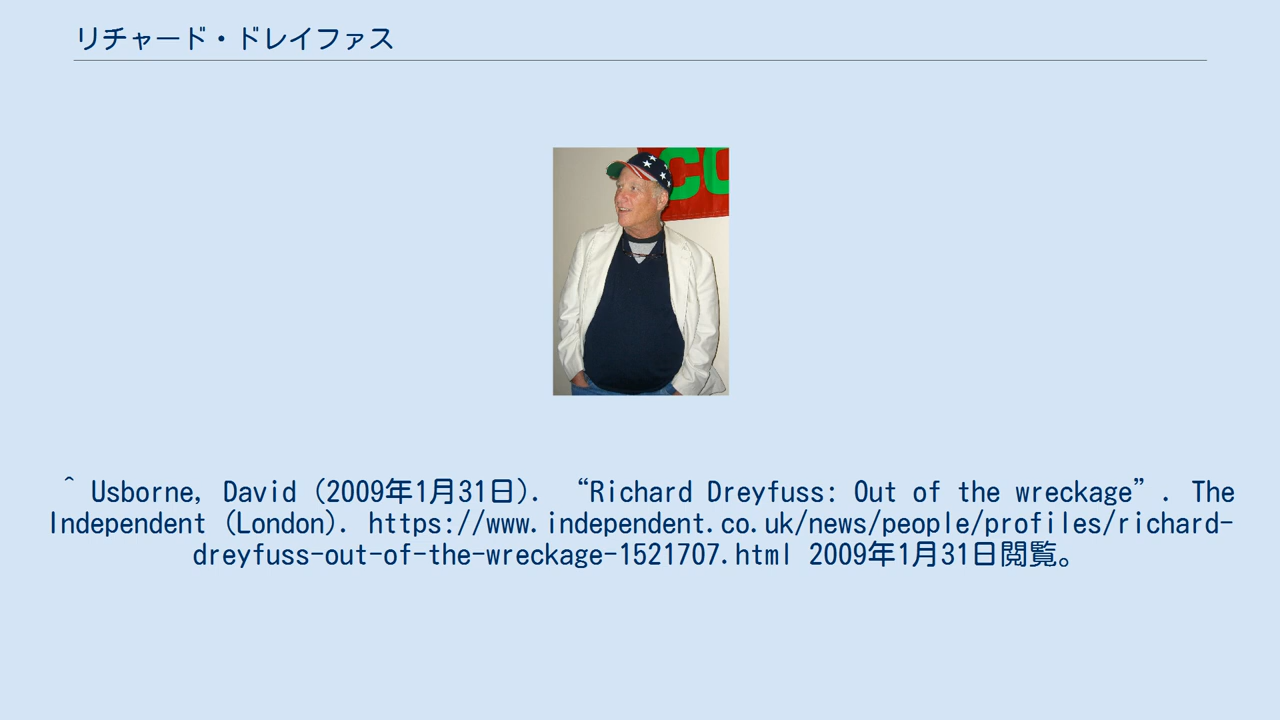 リチャード・ドレイファス
CO
^ Usborne, David (2009年1月31日). “Richard Dreyfuss: Out of the wreckage”. The
Independent (London). https://www.independent.co.uk/news/people/profiles/richard-
dreyfuss-out-of-the-wreckage-1521707.html 2009年1月31日閲覧。